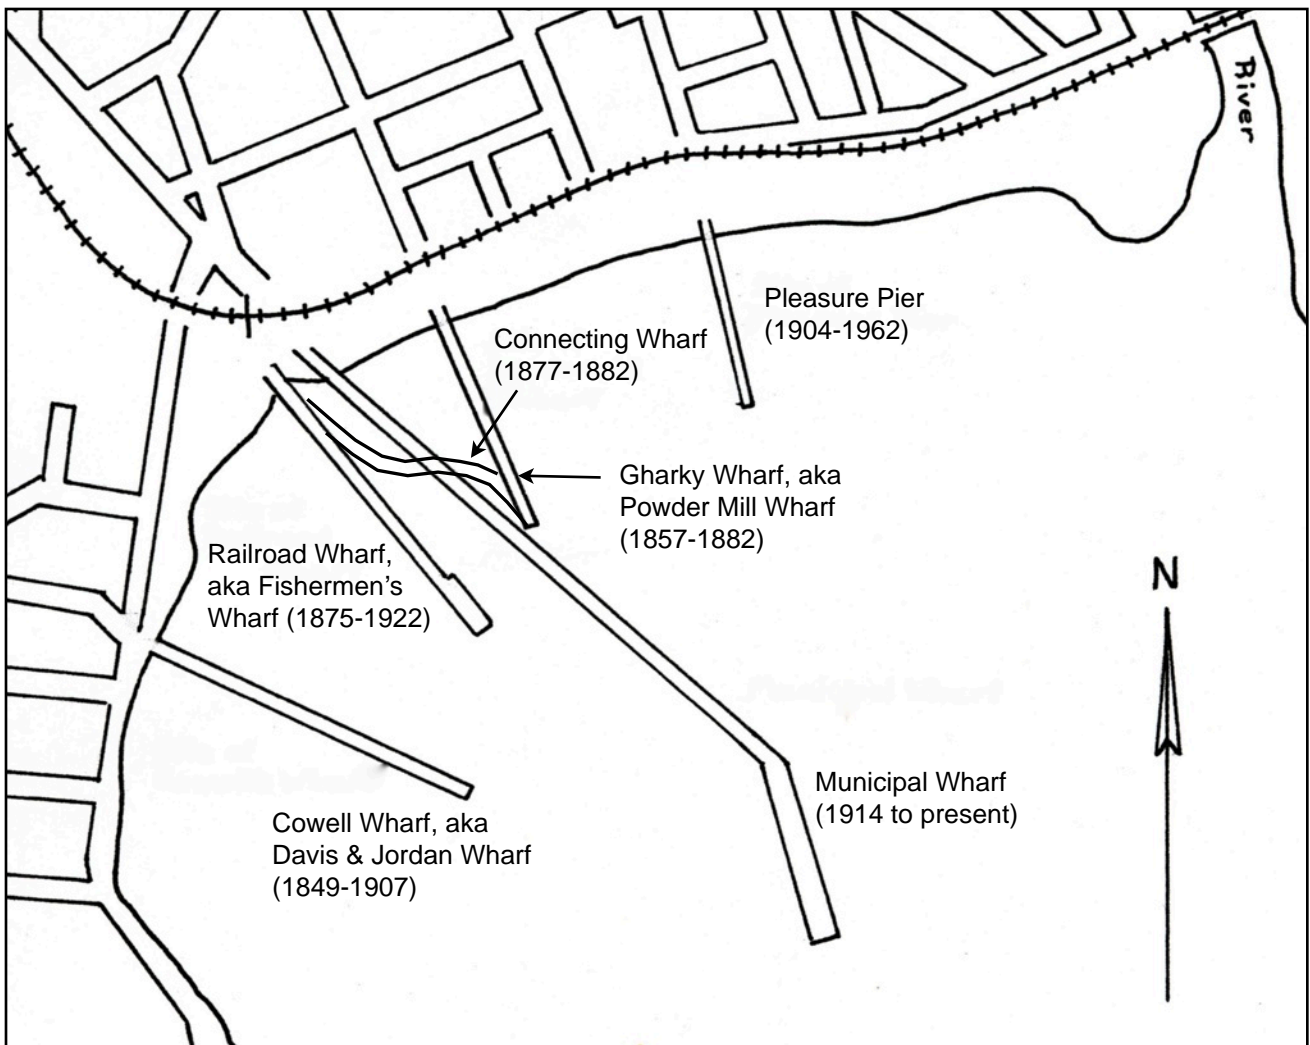 River
Pleasure Pier
(1904-1962)
Connecting Wharf
(1877-1882)
Gharky Wharf, aka
Powder Mill Wharf
(1857-1882)
Railroad Wharf,
aka Fishermen’s
Wharf (1875-1922)
N
Municipal Wharf
(1914 to present)
Cowell Wharf, aka
Davis & Jordan Wharf
(1849-1907)